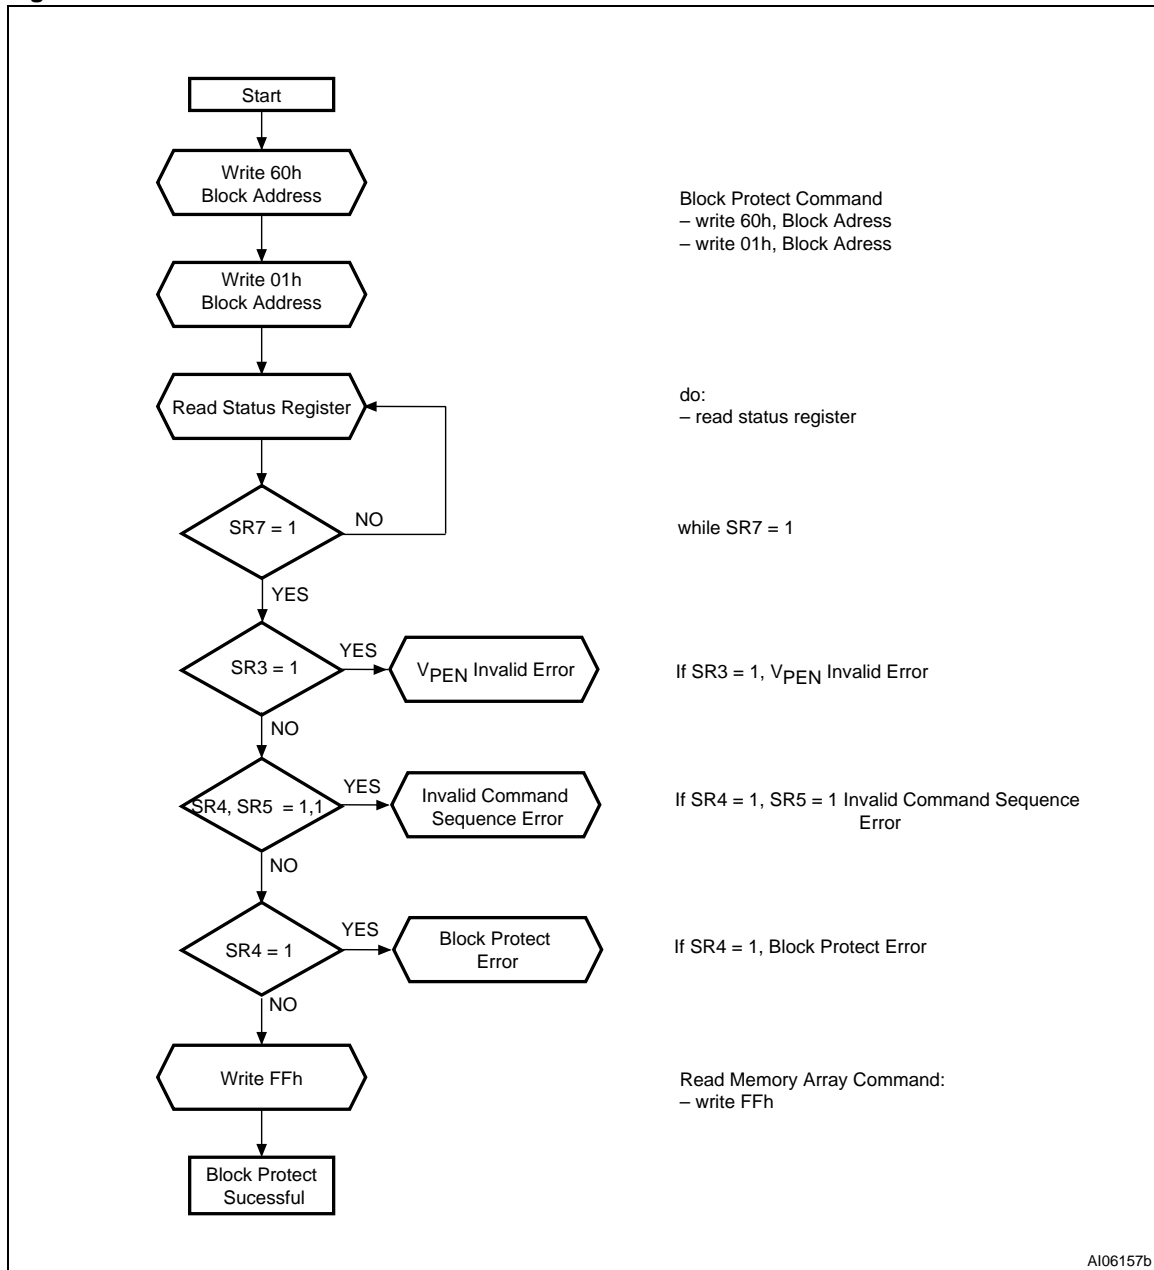 Start
Write 60h
Block Address
Block Protect Command
– write 60h, Block Adress
– write 01h, Block Adress
Write 01h
Block Address
Read Status Register
do:
– read status register
SR7 = 1
NO
while SR7 = 1
YES
SR3 = 1
YES
VPEN Invalid Error
If SR3 = 1, VPEN Invalid Error
NO
SR4, SR5 = 1,1
YES
Invalid Command
Sequence Error
If SR4 = 1, SR5 = 1 Invalid Command Sequence
Error
NO
SR4 = 1
YES
Block Protect
Error
If SR4 = 1, Block Protect Error
NO
Write FFh
Read Memory Array Command:
– write FFh
Block Protect
Sucessful
AI06157b